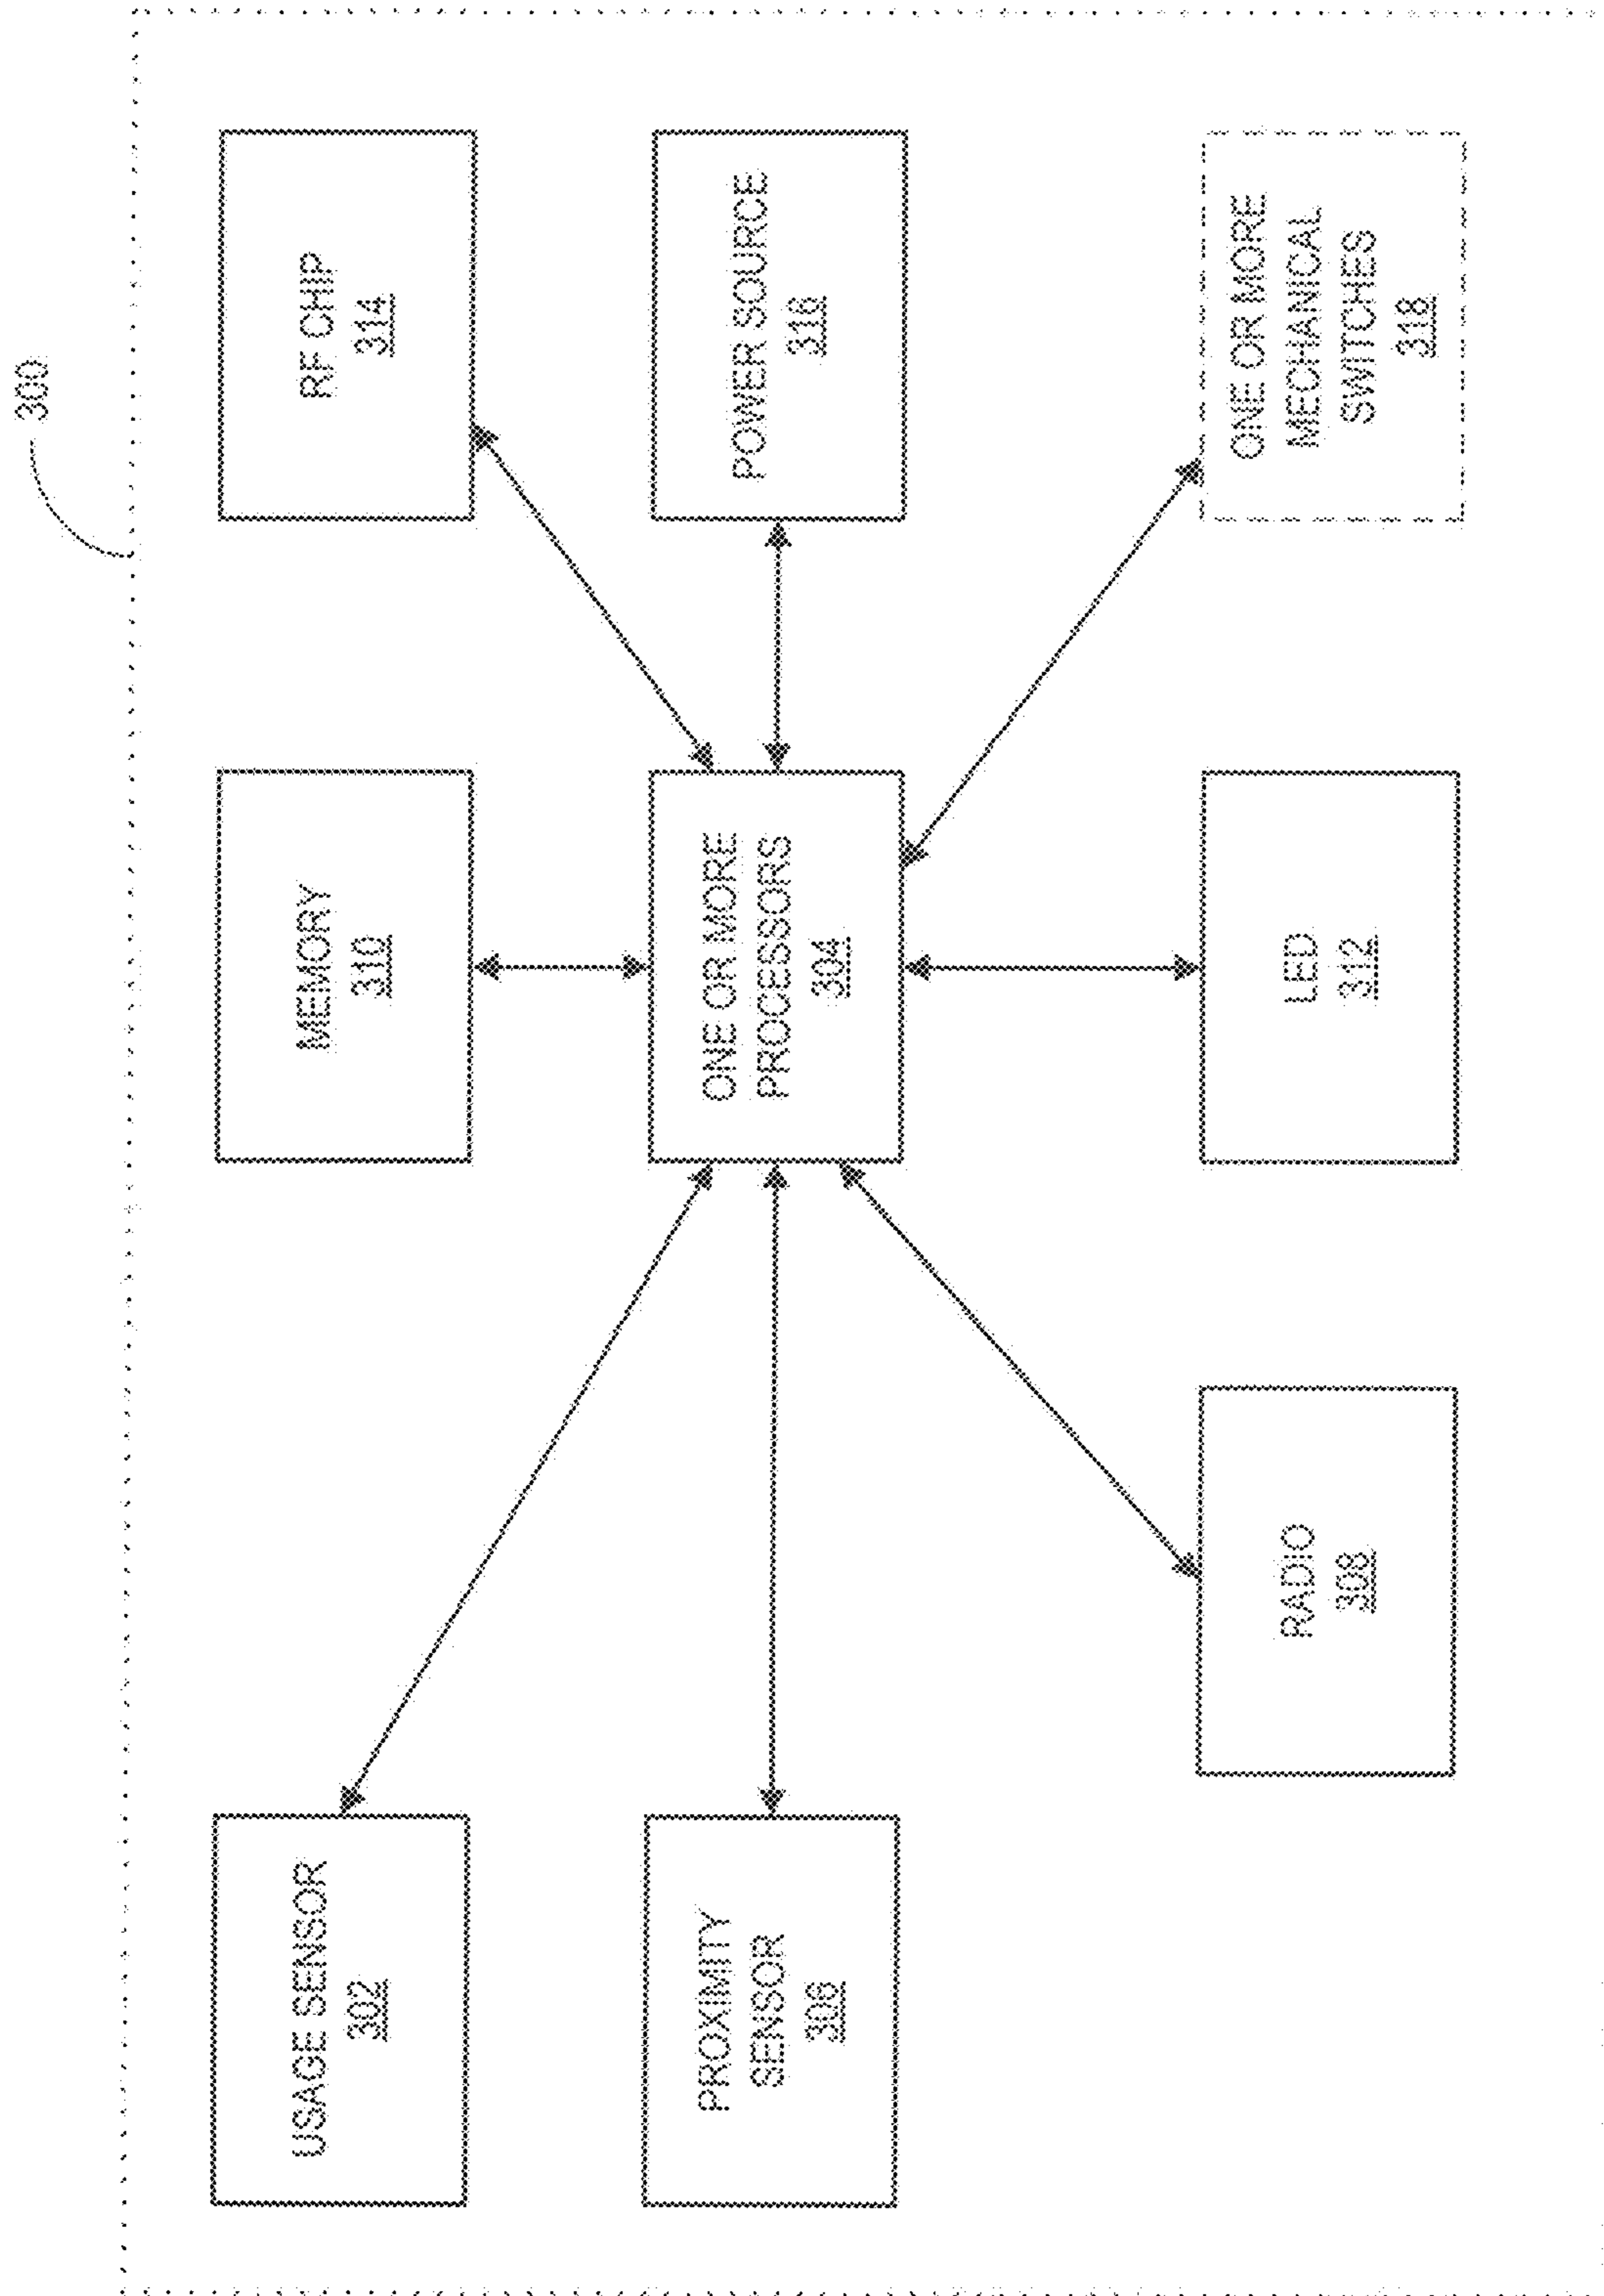 300
USAGE SENSOR
302
MEMORY
310
RF CHIP
314
PROXIMITY
SENSOR
306
ONE OR MORE
PROCESSORS
304
POWER SOURCE
316
RADIO
308
LED
312
ONE OR MORE
MECHANICAL
SWITCHES
318